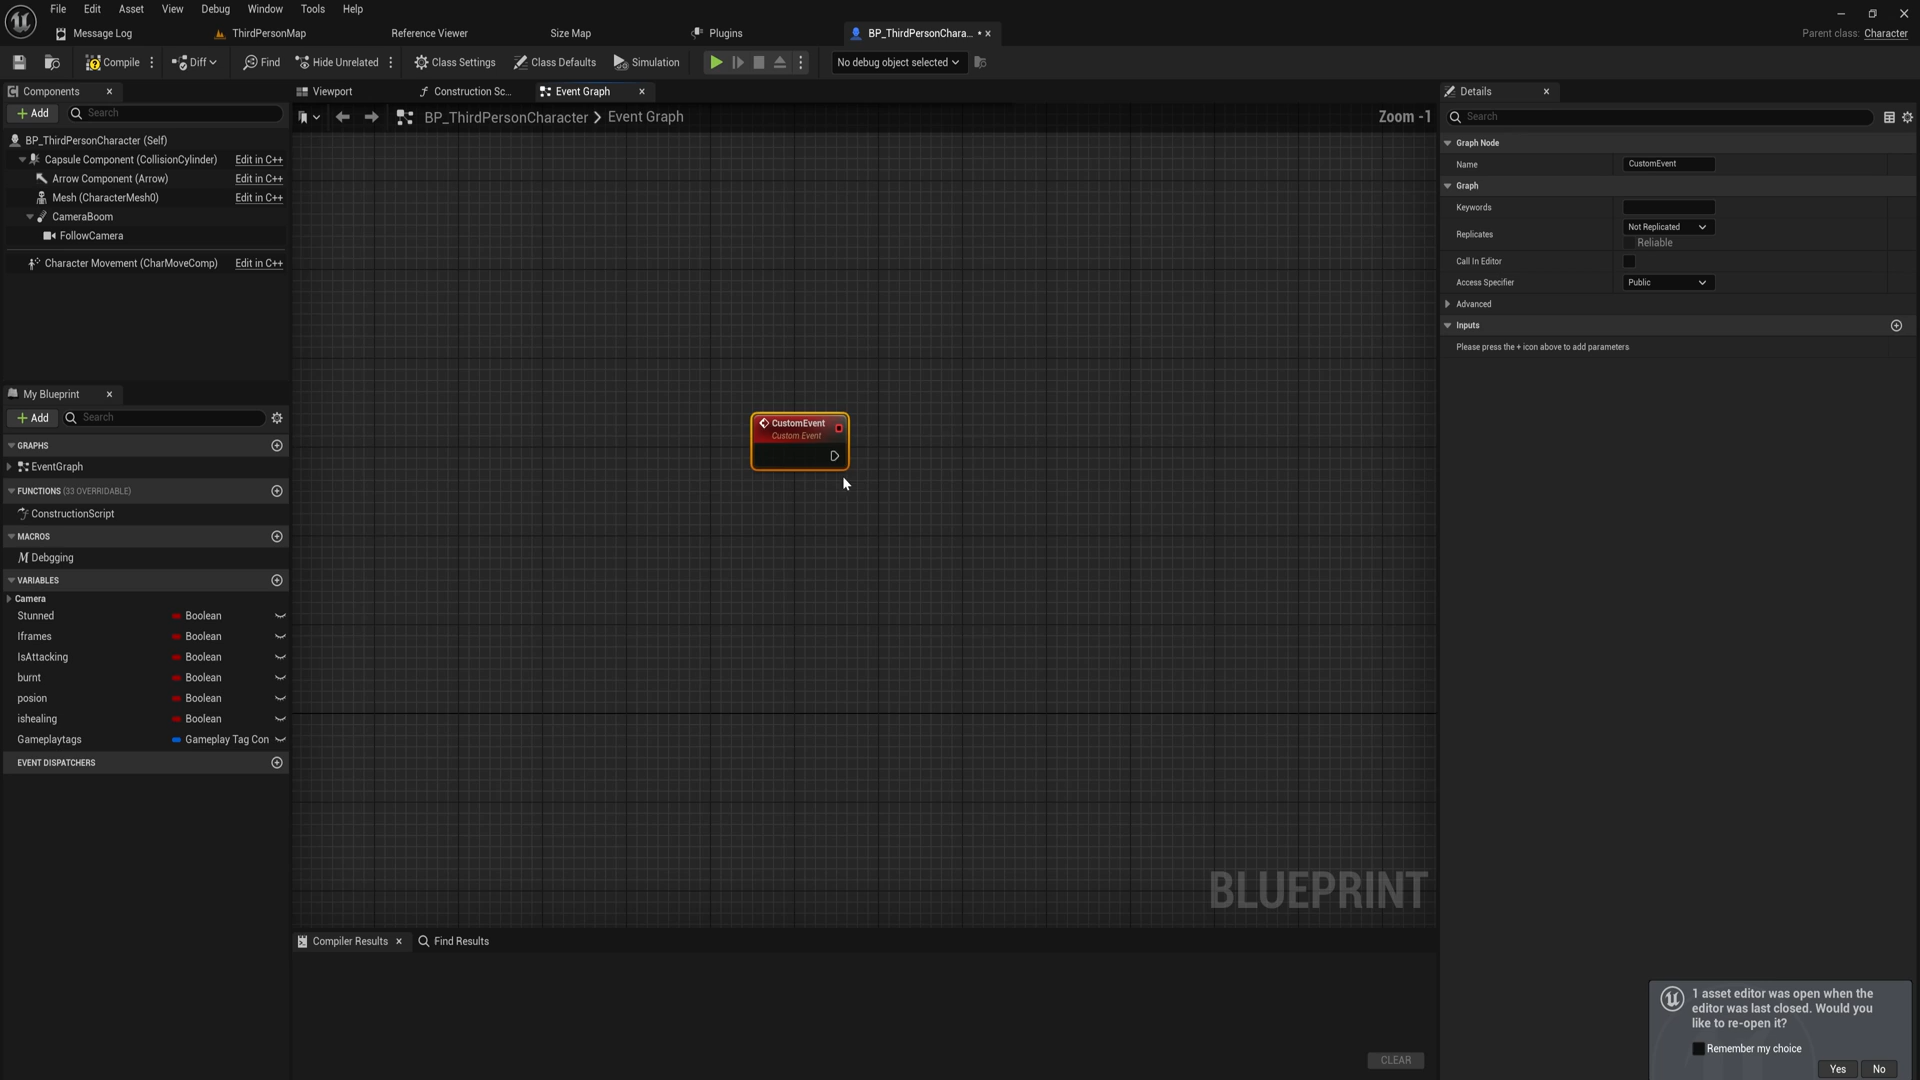 File Edit Asset View Window Debug Tools Help
Message Log ThirdPersonMap Reference Viewer Size Map Plugins BP_ThirdPersonChara... • × Parent class: Character
Compile Diff Find Hide Unrelated Class Settings Class Defaults Simulation No debug object selected
Components
Add Search
BP_ThirdPersonCharacter (Self)
Capsule Component (CollisionCylinder) Edit in C++
Arrow Component (Arrow) Edit in C++
Mesh (CharacterMesh0) Edit in C++
CameraBoom
FollowCamera
Character Movement (CharMoveComp) Edit in C++
My Blueprint
Add Search
GRAPHS
EventGraph
FUNCTIONS (33 OVERRIDABLE)
ConstructionScript
MACROS
Debgging
VARIABLES
Camera
Stunned Boolean
Iframes Boolean
IsAttacking Boolean
burnt Boolean
posion Boolean
ishealing Boolean
Gameplaytags Gameplay Tag Con
EVENT DISPATCHERS
Viewport Construction Sc... Event Graph
BP_ThirdPersonCharacter > Event Graph Zoom -1
CustomEvent
Custom Event
BLUEPRINT
Compiler Results Find Results
CLEAR
Details
Search
Graph Node
Name CustomEvent
Graph
Keywords
Replicates Not Replicated
Reliable
Call In Editor
Access Specifier Public
Advanced
Inputs
Please press the + icon above to add parameters
1 asset editor was open when the
editor was last closed. Would you
like to re-open it?
Remember my choice
Yes No